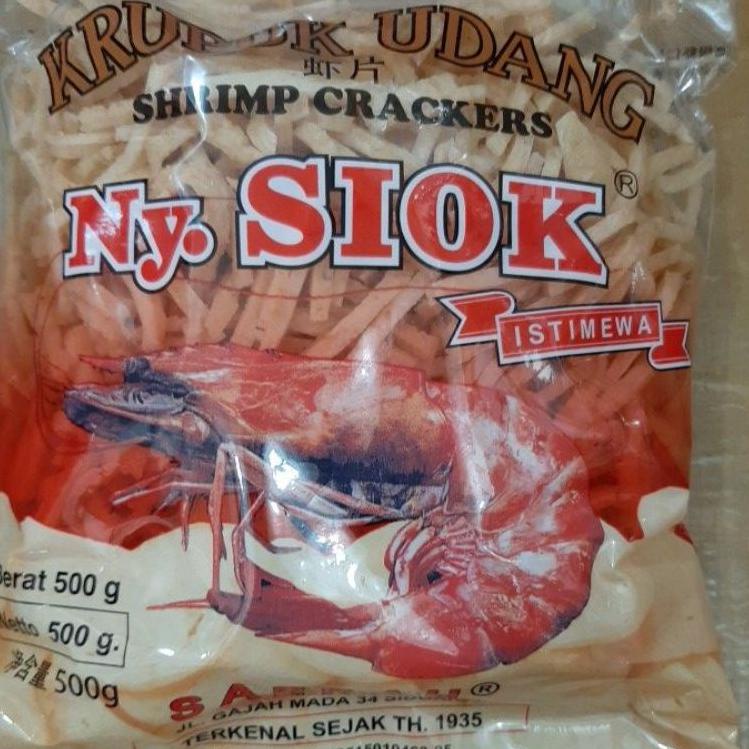 KRUPUK UDANG
虾片
SHRIMP CRACKERS
Ny. SIOK ®
ISTIMEWA
Berat 500 g
Netto 500 g.
净含量 500g
®
JL. GAJAH MADA 34
TERKENAL SEJAK TH. 1935